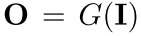 O = G(I)